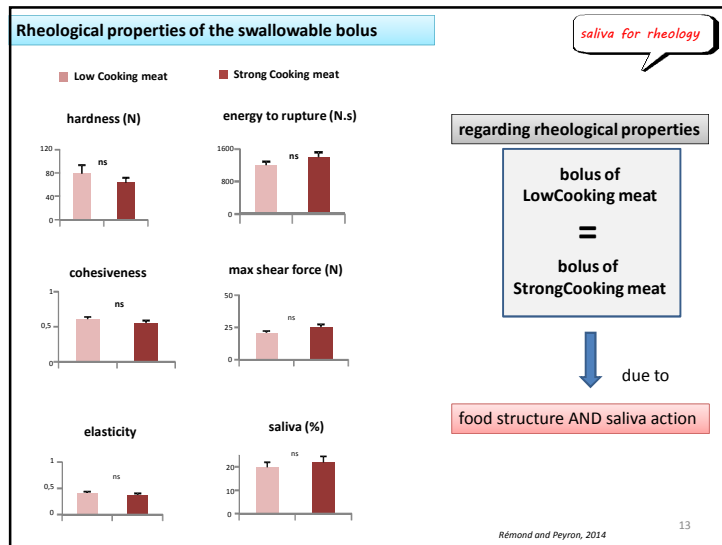 Rheological properties of the swallowable bolus
saliva for rheology
Low Cooking meat
Strong Cooking meat
hardness (N)
120
80
40
0
ns
energy to rupture (N.s)
1600
800
0
ns
cohesiveness
1
0,5
0
ns
max shear force (N)
50
25
0
ns
elasticity
1
0,5
0
ns
saliva (%)
20
10
0
ns
regarding rheological properties
bolus of
LowCooking meat
=
bolus of
StrongCooking meat
due to
food structure AND saliva action
Rémond and Peyron, 2014
13